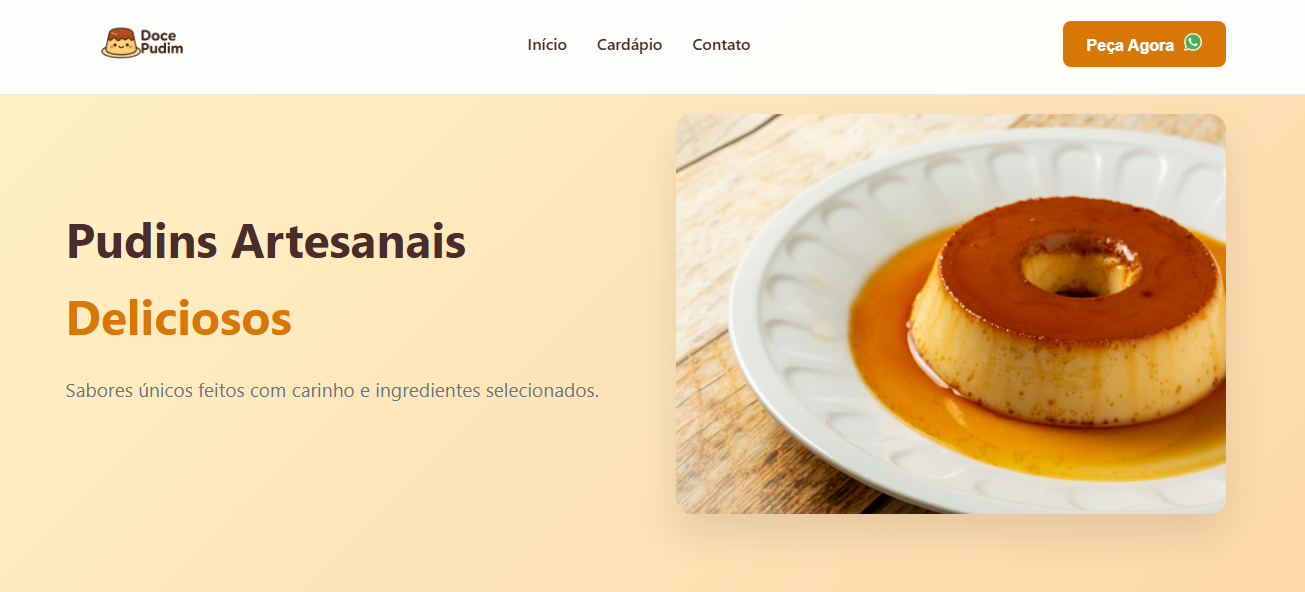 Doce
Pudim
Início
Cardápio
Contato
Peça Agora
Pudins Artesanais
Deliciosos
Sabores únicos feitos com carinho e ingredientes selecionados.